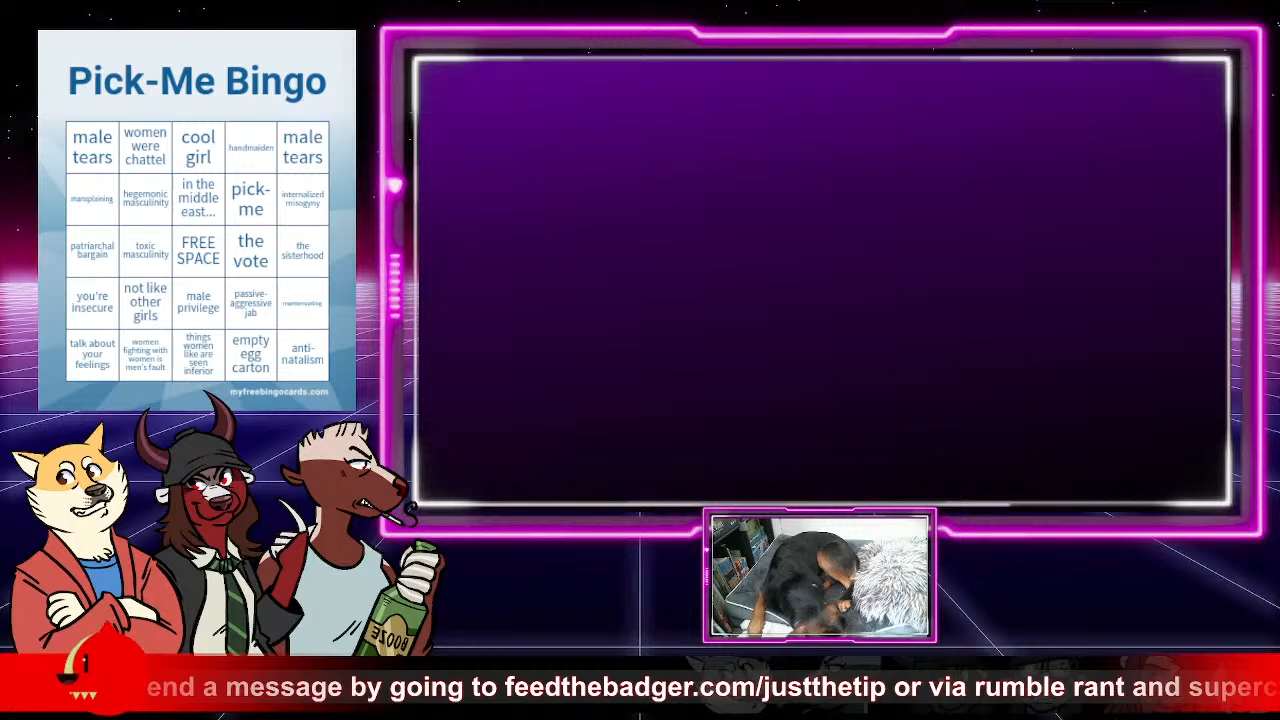 Pick-Me Bingo
male tears
women were chattel
cool girl
handmaiden
male tears
mansplaining
hegemonic masculinity
in the middle east...
pick-me
internalized misogyny
patriarchal bargain
toxic masculinity
FREE SPACE
the vote
the sisterhood
you're insecure
not like other girls
male privilege
passive-aggressive jab
manterrupting
talk about your feelings
women fighting with women is men's fault
things women like are seen inferior
empty egg carton
anti-natalism
myfreebingocards.com
BOOZE
end a message by going to feedthebadger.com/justthetip or via rumble rant and superc